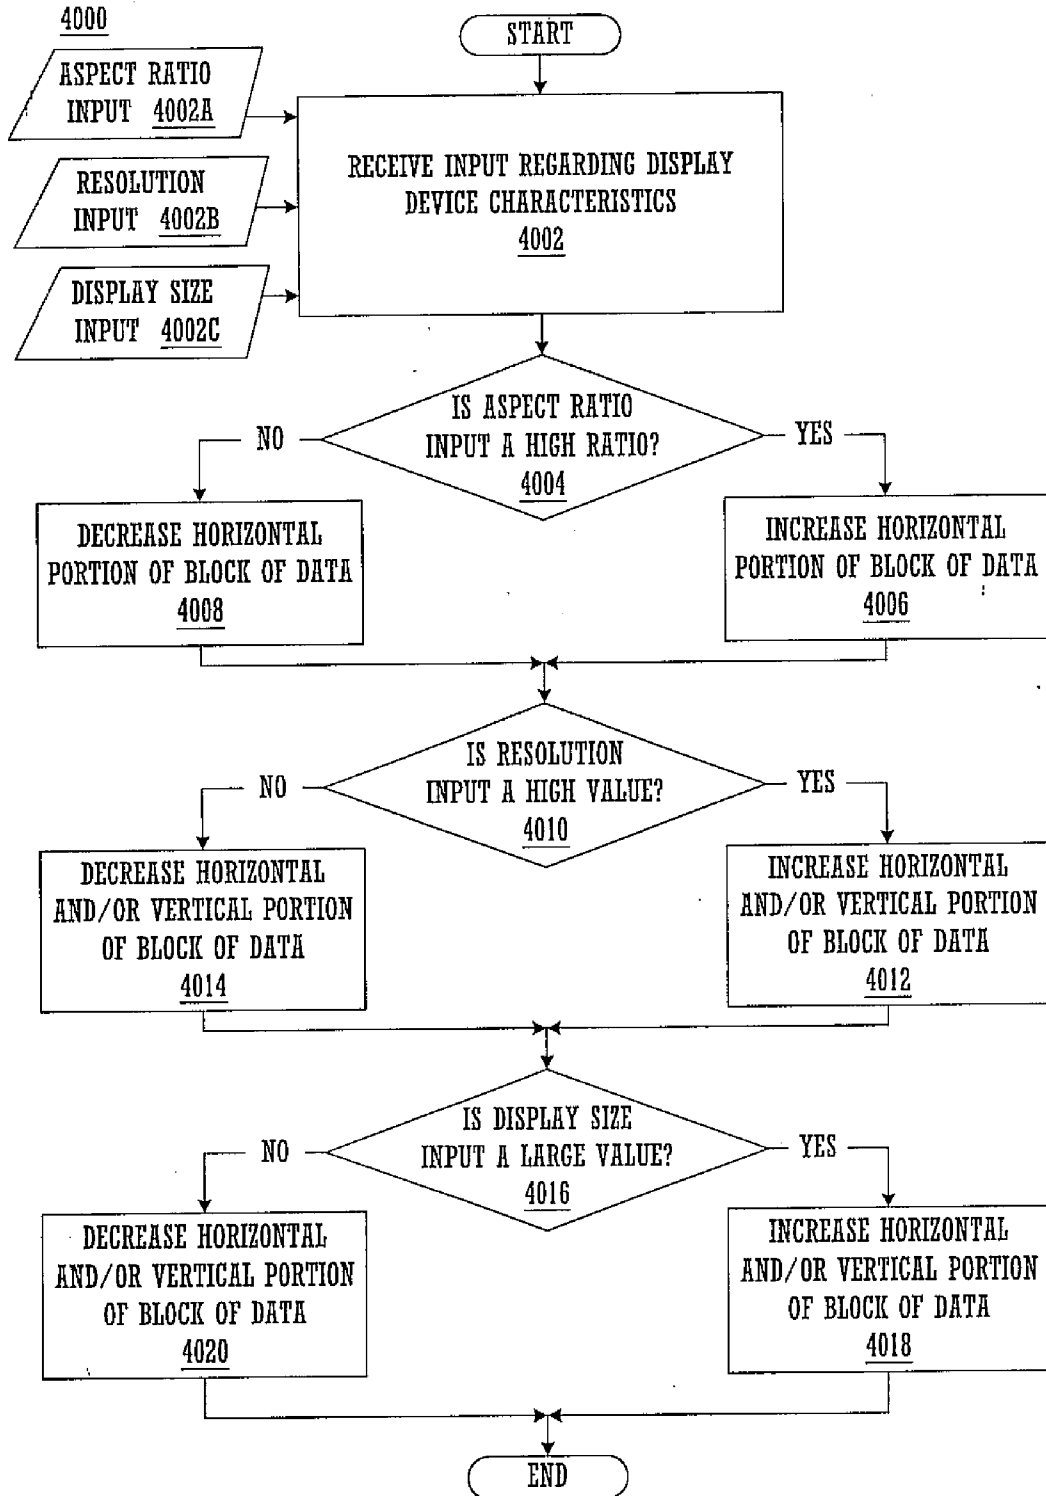 4000
START
ASPECT RATIO
INPUT 4002A
RESOLUTION
INPUT 4002B
DISPLAY SIZE
INPUT 4002C
RECEIVE INPUT REGARDING DISPLAY
DEVICE CHARACTERISTICS
4002
IS ASPECT RATIO
INPUT A HIGH RATIO?
4004
NO
YES
DECREASE HORIZONTAL
PORTION OF BLOCK OF DATA
4008
INCREASE HORIZONTAL
PORTION OF BLOCK OF DATA
4006
IS RESOLUTION
INPUT A HIGH VALUE?
4010
NO
YES
DECREASE HORIZONTAL
AND/OR VERTICAL PORTION
OF BLOCK OF DATA
4014
INCREASE HORIZONTAL
AND/OR VERTICAL PORTION
OF BLOCK OF DATA
4012
IS DISPLAY SIZE
INPUT A LARGE VALUE?
4016
NO
YES
DECREASE HORIZONTAL
AND/OR VERTICAL PORTION
OF BLOCK OF DATA
4020
INCREASE HORIZONTAL
AND/OR VERTICAL PORTION
OF BLOCK OF DATA
4018
END